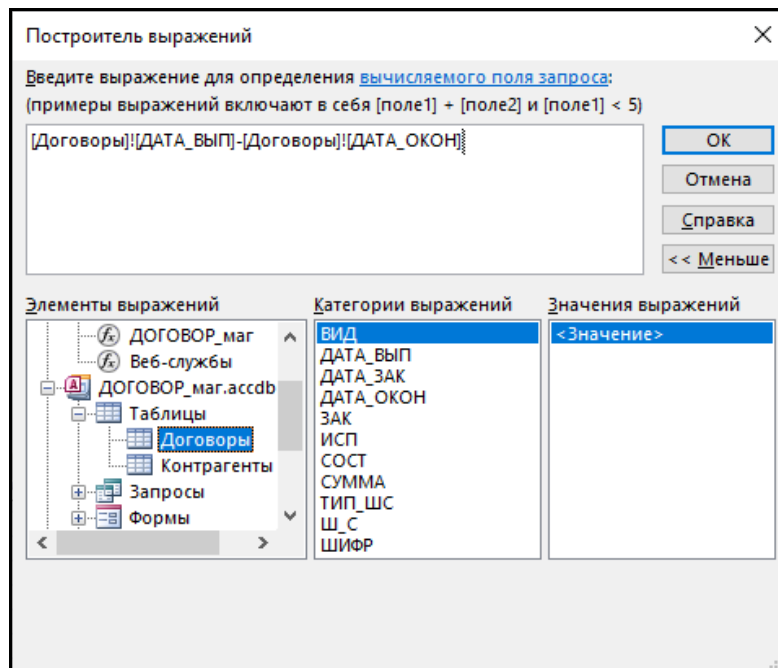 Построитель выражений
Введите выражение для определения вычисляемого поля запроса:
(примеры выражений включают в себя [поле1] + [поле2] и [поле1] < 5)
[Договоры]![ДАТА_ВЫП]-[Договоры]![ДАТА_ОКОН]
ОК
Отмена
Справка
<< Меньше
Элементы выражений
ДОГОВОР_маг
Веб-службы
ДОГОВОР_маг.accdb
Таблицы
Договоры
Контрагенты
Запросы
Формы
Категории выражений
ВИД
ДАТА_ВЫП
ДАТА_ЗАК
ДАТА_ОКОН
ЗАК
ИСП
СОСТ
СУММА
ТИП_ШС
Ш_С
ШИФР
Значения выражений
<Значение>